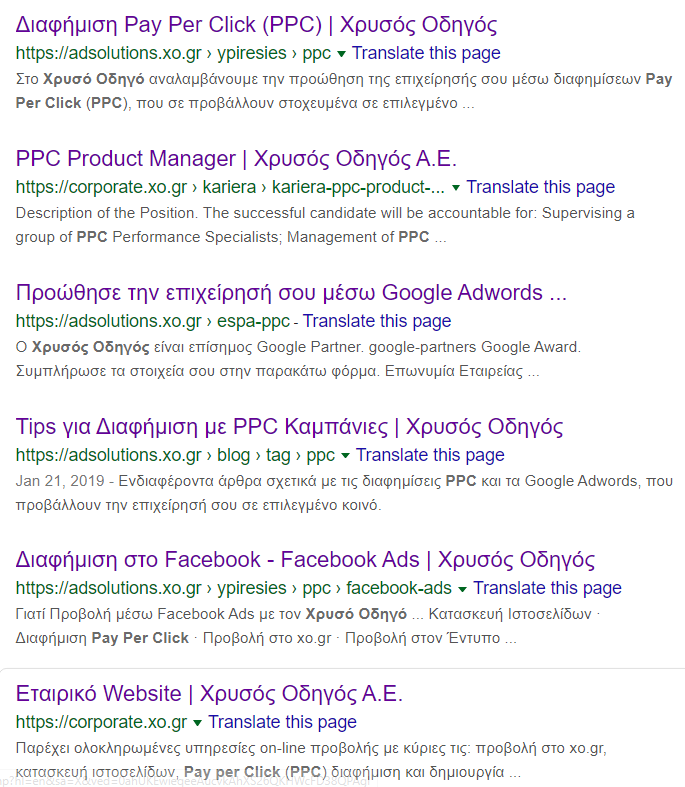 Διαφήμιση Pay Per Click (PPC) | Χρυσός Οδηγός
https://adsolutions.xo.gr › ypiresies › ppc ▼ Translate this page
Στο Χρυσό Οδηγό αναλαμβάνουμε την προώθηση της επιχείρησής σου μέσω διαφημίσεων Pay
Per Click (PPC), που σε προβάλλουν στοχευμένα σε επιλεγμένο ...
PPC Product Manager | Χρυσός Οδηγός Α.Ε.
https://corporate.xo.gr › kariera › kariera-ppc-product-... ▼ Translate this page
Description of the Position. The successful candidate will be accountable for: Supervising a
group of PPC Performance Specialists; Management of PPC ...
Προώθησε την επιχείρησή σου μέσω Google Adwords ...
https://adsolutions.xo.gr › espa-ppc - Translate this page
Ο Χρυσός Οδηγός είναι επίσημος Google Partner. google-partners Google Award.
Συμπλήρωσε τα στοιχεία σου στην παρακάτω φόρμα. Επωνυμία Εταιρείας ...
Tips για Διαφήμιση με PPC Καμπάνιες | Χρυσός Οδηγός
https://adsolutions.xo.gr › blog › tag › ppc ▼ Translate this page
Jan 21, 2019 - Ενδιαφέροντα άρθρα σχετικά με τις διαφημίσεις PPC και τα Google Adwords, που
προβάλλουν την επιχείρησή σου σε επιλεγμένο κοινό.
Διαφήμιση στο Facebook - Facebook Ads | Χρυσός Οδηγός
https://adsolutions.xo.gr › ypiresies › ppc › facebook-ads ▼ Translate this page
Γιατί Προβολή μέσω Facebook Ads με τον Χρυσό Οδηγό ... Κατασκευή Ιστοσελίδων ·
Διαφήμιση Pay Per Click · Προβολή στο xo.gr · Προβολή στον Έντυπο ...
Εταιρικό Website | Χρυσός Οδηγός Α.Ε.
https://corporate.xo.gr ▼ Translate this page
Παρέχει ολοκληρωμένες υπηρεσίες on-line προβολής με κύριες τις: προβολή στο xo.gr,
κατασκευή ιστοσελίδων, Pay per Click (PPC) διαφήμιση και δημιουργία ...